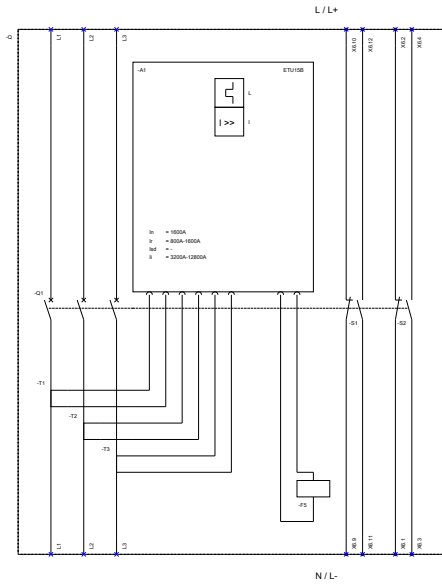 L / L+
-Q
L1
L2
L3
X6.10
X6.12
X6.2
X6.4
-A1
ETU15B
L
I >>
I
In = 1600A
Ir = 800A-1600A
Isd = -
Ii = 3200A-12800A
-Q1
-S1
-S2
-T1
-T2
-T3
-F5
L1
L2
L3
X6.9
X6.11
X6.1
X6.3
N / L-